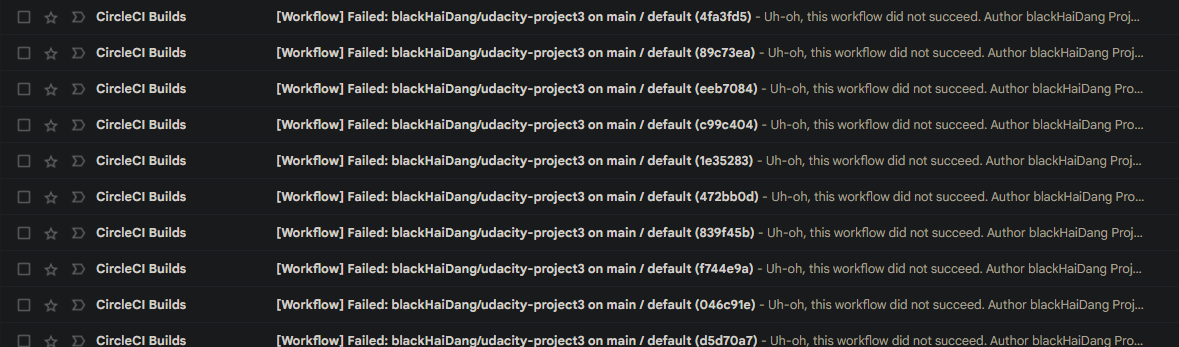 CircleCI Builds [Workflow] Failed: blackHaiDang/udacity-project3 on main / default (4fa3fd5) - Uh-oh, this workflow did not succeed. Author blackHaiDang Proj...
CircleCI Builds [Workflow] Failed: blackHaiDang/udacity-project3 on main / default (89c73ea) - Uh-oh, this workflow did not succeed. Author blackHaiDang Proj...
CircleCI Builds [Workflow] Failed: blackHaiDang/udacity-project3 on main / default (eeb7084) - Uh-oh, this workflow did not succeed. Author blackHaiDang Pro...
CircleCI Builds [Workflow] Failed: blackHaiDang/udacity-project3 on main / default (c99c404) - Uh-oh, this workflow did not succeed. Author blackHaiDang Pro...
CircleCI Builds [Workflow] Failed: blackHaiDang/udacity-project3 on main / default (1e35283) - Uh-oh, this workflow did not succeed. Author blackHaiDang Proj...
CircleCI Builds [Workflow] Failed: blackHaiDang/udacity-project3 on main / default (472bb0d) - Uh-oh, this workflow did not succeed. Author blackHaiDang Pro...
CircleCI Builds [Workflow] Failed: blackHaiDang/udacity-project3 on main / default (839f45b) - Uh-oh, this workflow did not succeed. Author blackHaiDang Proj...
CircleCI Builds [Workflow] Failed: blackHaiDang/udacity-project3 on main / default (f744e9a) - Uh-oh, this workflow did not succeed. Author blackHaiDang Proj...
CircleCI Builds [Workflow] Failed: blackHaiDang/udacity-project3 on main / default (046c91e) - Uh-oh, this workflow did not succeed. Author blackHaiDang Proj...
CircleCI Builds [Workflow] Failed: blackHaiDang/udacity-project3 on main / default (d5d70a7) - Uh-oh, this workflow did not succeed. Author blackHaiDang Pro...